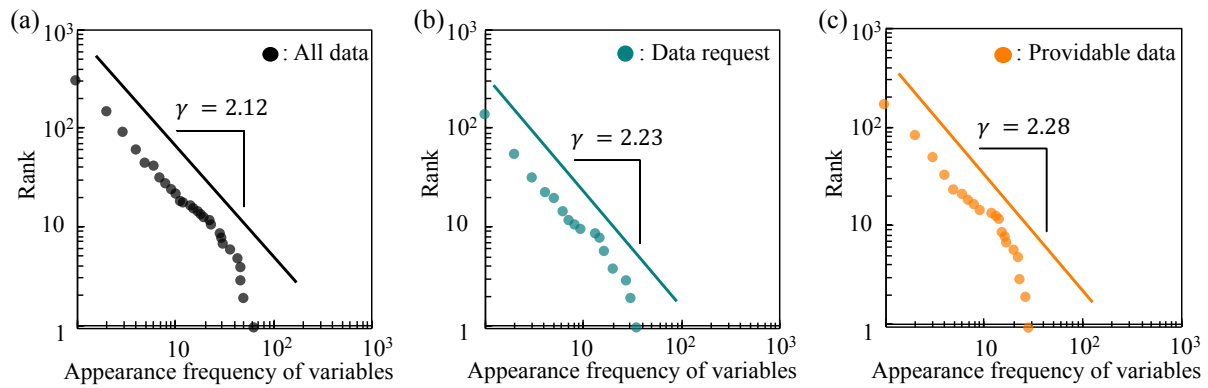 (a)
10³
● : All data
γ = 2.12
10²
Rank
10
1
10
10²
10³
Appearance frequency of variables
(b)
10³
● : Data request
γ = 2.23
10²
Rank
10
1
10
10²
10³
Appearance frequency of variables
(c)
10³
● : Providable data
γ = 2.28
10²
Rank
10
1
10
10²
10³
Appearance frequency of variables